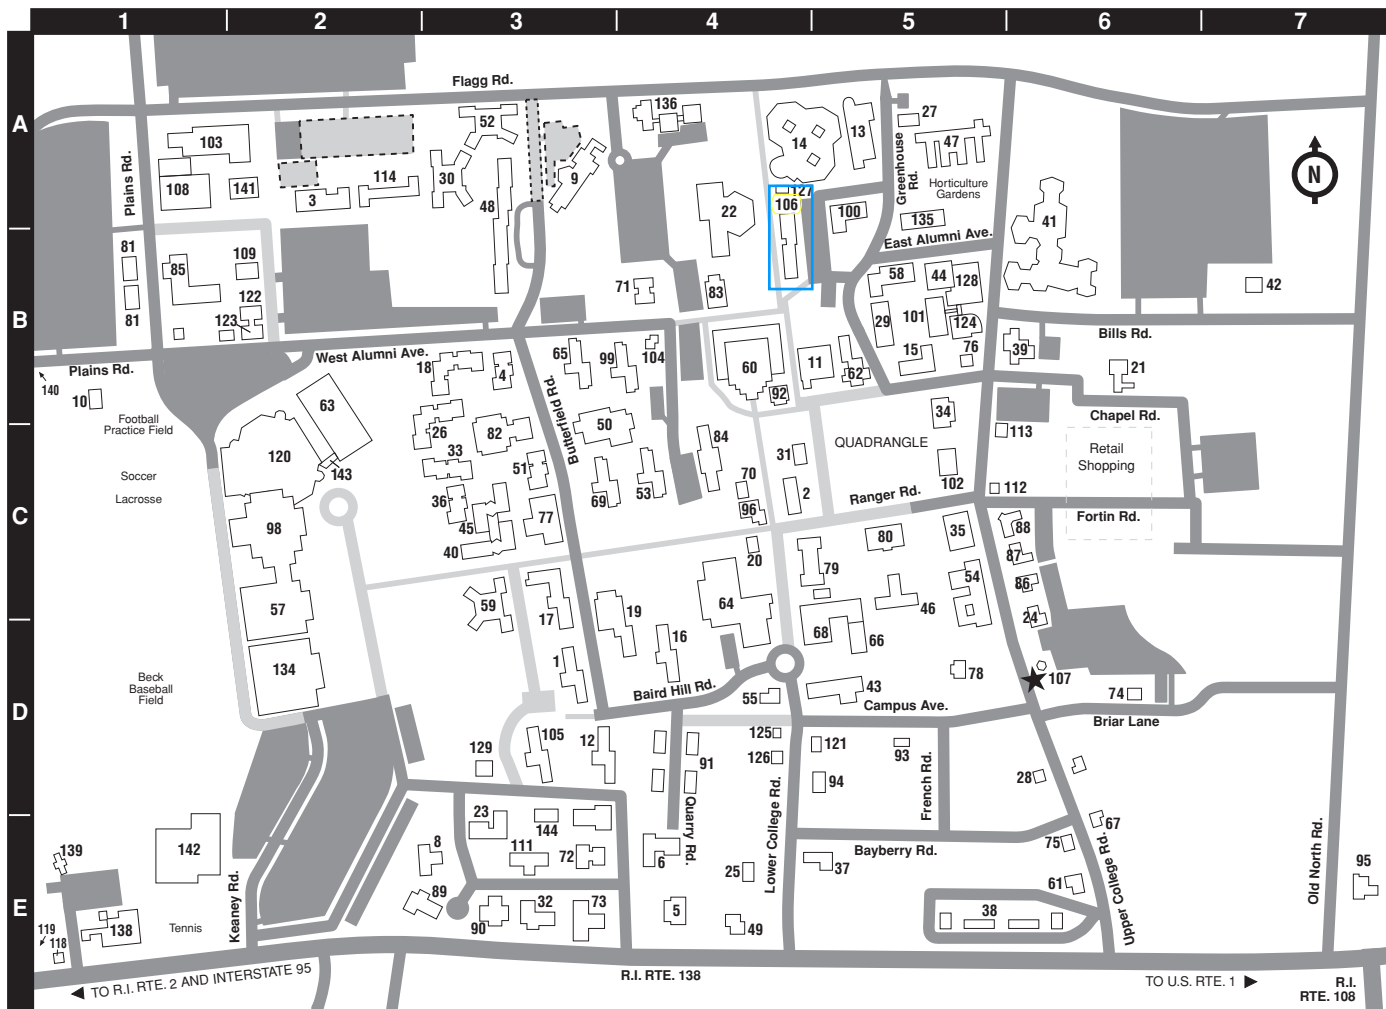 1 2 3 4 5 6 7
A
B
C
D
E
Flagg Rd.
136
52
103
14
13
27
47
Greenhouse Rd.
Plains Rd.
108
141
3
114
30
48
9
22
127
106
100
135
Horticulture
Gardens
41
N
East Alumni Ave.
81
81
85
109
122
123
71
83
58
44
128
29
101
124
15
76
42
Bills Rd.
39
21
Chapel Rd.
Plains Rd.
West Alumni Ave.
140
10
18
4
65
99
104
60
92
11
62
34
113
Football
Practice Field
63
Butterfield Rd.
26
82
50
84
31
QUADRANGLE
Retail
Shopping
Soccer
Lacrosse
120
143
33
51
36
45
40
77
69
53
70
96
2
Ranger Rd.
102
112
Fortin Rd.
98
20
79
80
35
88
87
54
86
24
57
59
17
19
16
64
68
66
46
134
1
Baird Hill Rd.
55
43
78
107
74
Beck
Baseball
Field
Campus Ave.
Briar Lane
129
105
12
91
125
126
121
94
93
French Rd.
28
Quarry Rd.
Lower College Rd.
67
75
61
Upper College Rd.
Old North Rd.
95
23
144
8
111
72
6
25
37
Bayberry Rd.
139
142
Keaney Rd.
89
90
32
73
5
49
38
119
118
138
Tennis
R.I. RTE. 138
TO R.I. RTE. 2 AND INTERSTATE 95
TO U.S. RTE. 1
R.I.
RTE. 108